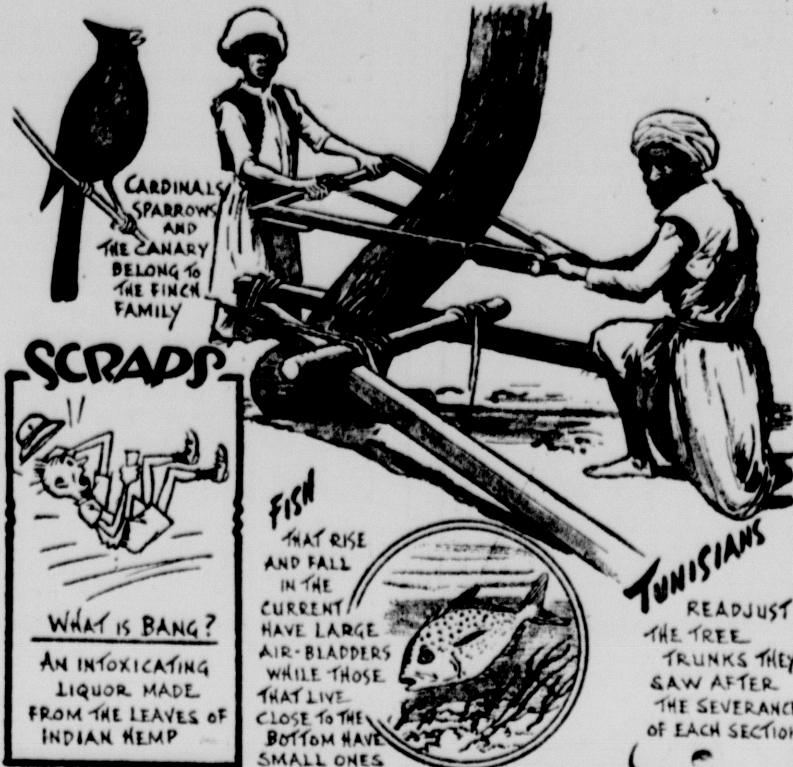 CARDINALS
SPARROWS
AND
THE CANARY
BELONG TO
THE FINCH
FAMILY
SCRAPS
WHAT IS BANG?
AN INTOXICATING
LIQUOR MADE
FROM THE LEAVES OF
INDIAN HEMP
FISH
THAT RISE
AND FALL
IN THE
CURRENT
HAVE LARGE
AIR-BLADDERS
WHILE THOSE
THAT LIVE
CLOSE TO THE
BOTTOM HAVE
SMALL ONES
TUNISIANS
READJUST
THE TREE
TRUNKS THEY
SAW AFTER
THE SEVERANCE
OF EACH SECTION